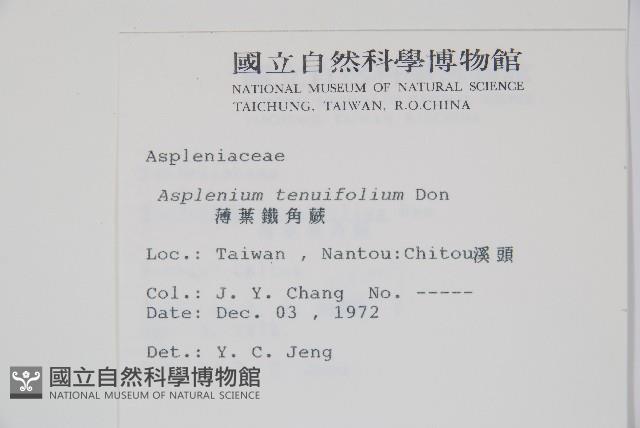 國立自然科學博物館
NATIONAL MUSEUM OF NATURAL SCIENCE
TAICHUNG, TAIWAN, R.O.CHINA
Aspleniaceae
Asplenium tenuifolium Don
薄葉鐵角蕨
Loc.: Taiwan , Nantou:Chitou溪頭
Col.: J. Y. Chang No. -----
Date: Dec. 03 , 1972
Det.: Y. C. Jeng
國立自然科學博物館
NATIONAL MUSEUM OF NATURAL SCIENCE